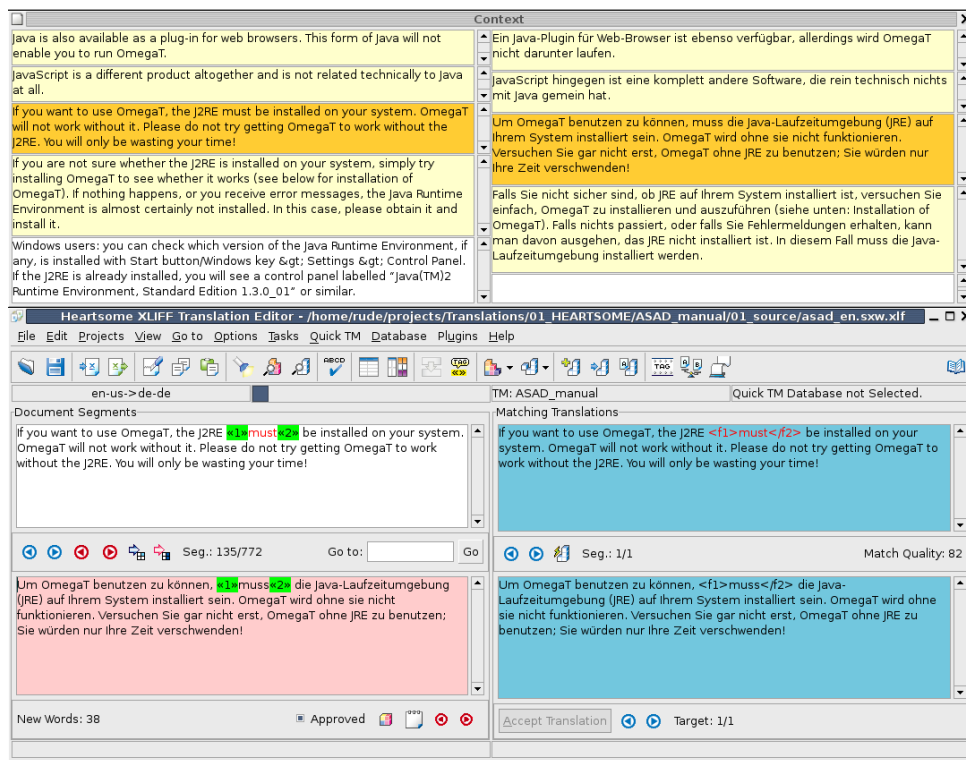 Context
Java is also available as a plug-in for web browsers. This form of Java will not
enable you to run OmegaT.
JavaScript is a different product altogether and is not related technically to Java
at all.
If you want to use OmegaT, the J2RE must be installed on your system. OmegaT
will not work without it. Please do not try getting OmegaT to work without the
J2RE. You will only be wasting your time!
If you are not sure whether the J2RE is installed on your system, simply try
installing OmegaT to see whether it works (see below for installation of
OmegaT). If nothing happens, or you receive error messages, the Java Runtime
Environment is almost certainly not installed. In this case, please obtain it and
install it.
Windows users: you can check which version of the Java Runtime Environment, if
any, is installed with Start button/Windows key &gt; Settings &gt; Control Panel.
If the J2RE is already installed, you will see a control panel labelled “Java(TM)2
Runtime Environment, Standard Edition 1.3.0_01” or similar.
Ein Java-Plugin für Web-Browser ist ebenso verfügbar, allerdings wird OmegaT
nicht darunter laufen.
JavaScript hingegen ist eine komplett andere Software, die rein technisch nichts
mit Java gemein hat.
Um OmegaT benutzen zu können, muss die Java-Laufzeitumgebung (JRE) auf
Ihrem System installiert sein. OmegaT wird ohne sie nicht funktionieren.
Versuchen Sie gar nicht erst, OmegaT ohne JRE zu benutzen; Sie würden nur
Ihre Zeit verschwenden!
Falls Sie nicht sicher sind, ob JRE auf Ihrem System installiert ist, versuchen Sie
einfach, OmegaT zu installieren und auszuführen (siehe unten: Installation of
OmegaT). Falls nichts passiert, oder falls Sie Fehlermeldungen erhalten, kann
man davon ausgehen, das JRE nicht installiert ist. In diesem Fall muss die Java-
Laufzeitumgebung installiert werden.
Heartsome XLIFF Translation Editor - /home/rude/projects/Translations/01_HEARTSOME/ASAD_manual/01_source/asad_en.sxw.xlf
File Edit Projects View Go to Options Tasks Quick TM Database Plugins Help
ABCD TAG TAG
en-us->de-de TM: ASAD_manual Quick TM Database not Selected.
Document Segments
If you want to use OmegaT, the J2RE «1»must«2» be installed on your system.
OmegaT will not work without it. Please do not try getting OmegaT to work
without the J2RE. You will only be wasting your time!
Seg.: 135/772 Go to: Go
Um OmegaT benutzen zu können, «1»muss«2» die Java-Laufzeitumgebung
(JRE) auf Ihrem System installiert sein. OmegaT wird ohne sie nicht
funktionieren. Versuchen Sie gar nicht erst, OmegaT ohne JRE zu benutzen;
Sie würden nur Ihre Zeit verschwenden!
New Words: 38 Approved
Matching Translations
If you want to use OmegaT, the J2RE <f1>must</f2> be installed on your
system. OmegaT will not work without it. Please do not try getting OmegaT to
work without the J2RE. You will only be wasting your time!
Seg.: 1/1 Match Quality: 82
Um OmegaT benutzen zu können, <f1>muss</f2> die Java-
Laufzeitumgebung (JRE) auf Ihrem System installiert sein. OmegaT wird ohne
sie nicht funktionieren. Versuchen Sie gar nicht erst, OmegaT ohne JRE zu
benutzen; Sie würden nur Ihre Zeit verschwenden!
Accept Translation Target: 1/1